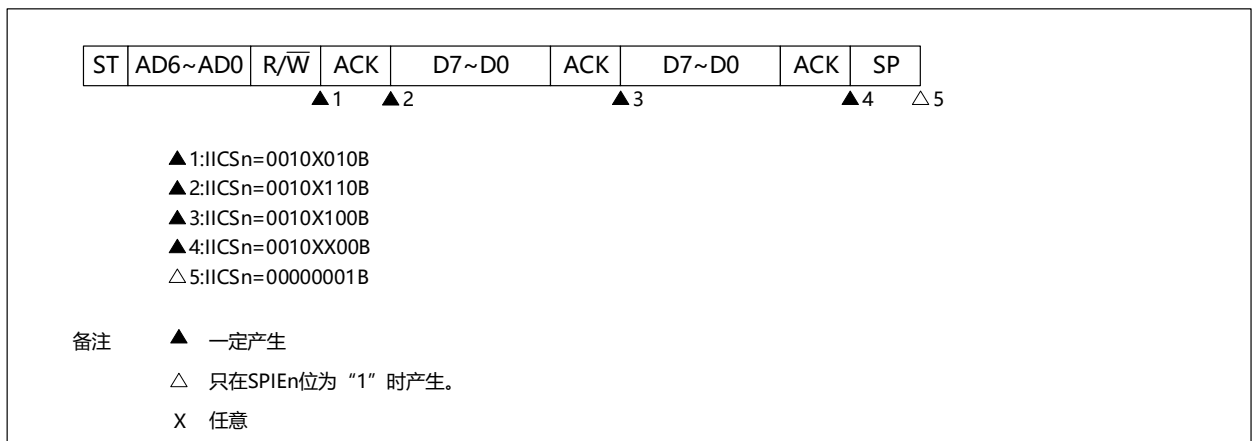 ST AD6~AD0 R/W̅ ACK D7~D0 ACK D7~D0 ACK SP
▲1 ▲2 ▲3 ▲4 △5
▲1:IICSn=0010X010B
▲2:IICSn=0010X110B
▲3:IICSn=0010X100B
▲4:IICSn=0010XX00B
△5:IICSn=00000001B
备注 ▲ 一定产生
△ 只在SPIEn位为“1”时产生。
X 任意